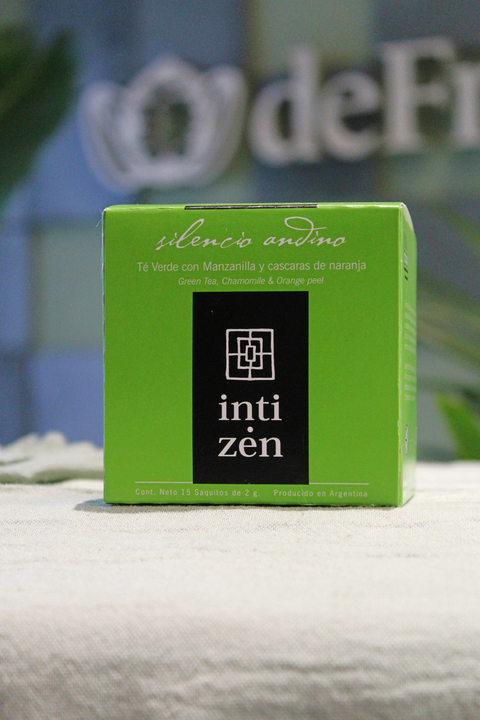 deFr
silencio andino
Té Verde con Manzanilla y cascaras de naranja
Green Tea, Chamomile & Orange peel
inti
zen
Cont. Neto 15 Saquitos de 2 g. Producido en Argentina